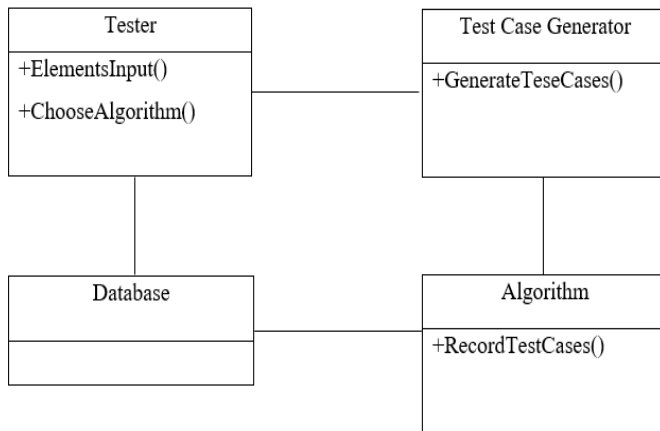 Tester
+ElementsInput()
+ChooseAlgorithm()
Test Case Generator
+GenerateTeseCases()
Database
Algorithm
+RecordTestCases()